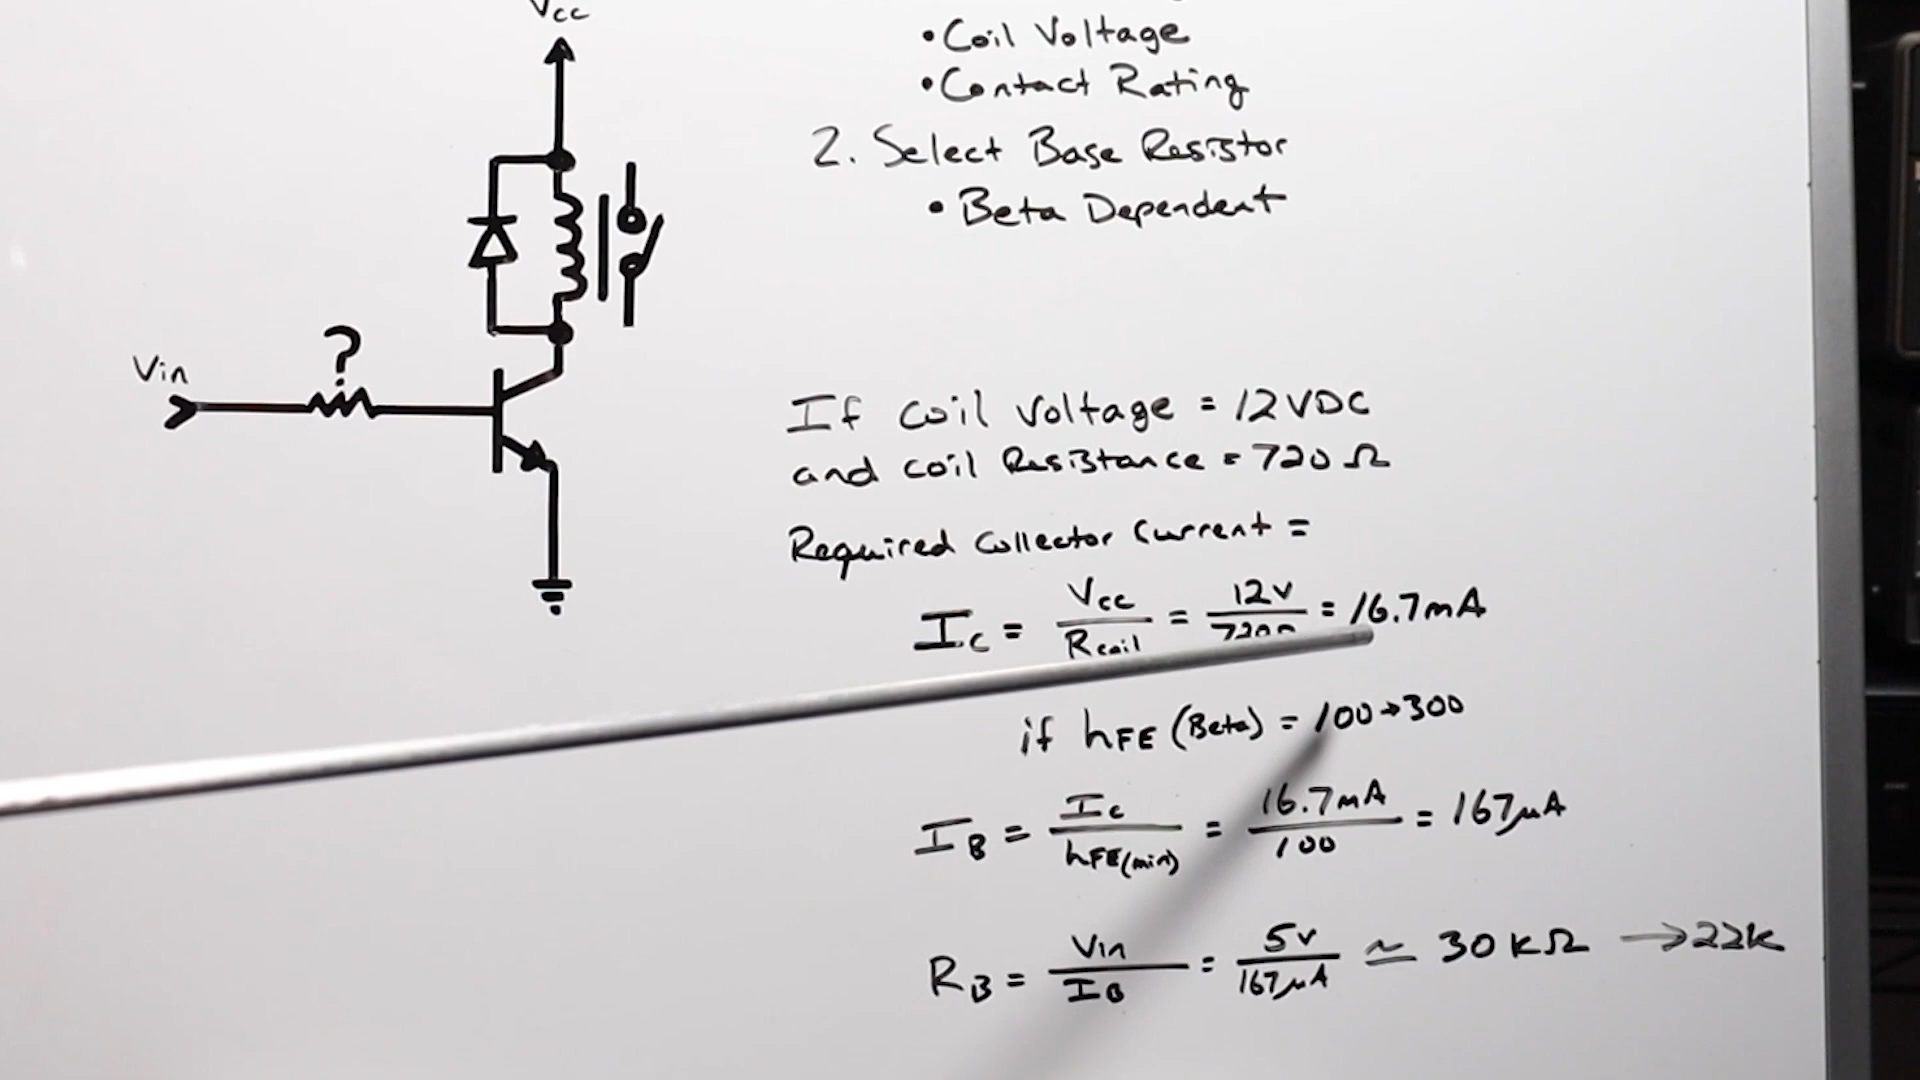 Vcc
• Coil Voltage
• Contact Rating
2. Select Base Resistor
• Beta Dependent
?
Vin
If coil voltage = 12VDC
and coil Resistance = 720 Ω
Required Collector Current =
Ic = Vcc / Rcoil = 12V / 720Ω = 16.7mA
if hFE (Beta) = 100→300
IB = Ic / hFE(min) = 16.7mA / 100 = 167μA
RB = Vin / IB = 5V / 167μA ≃ 30kΩ → 22k